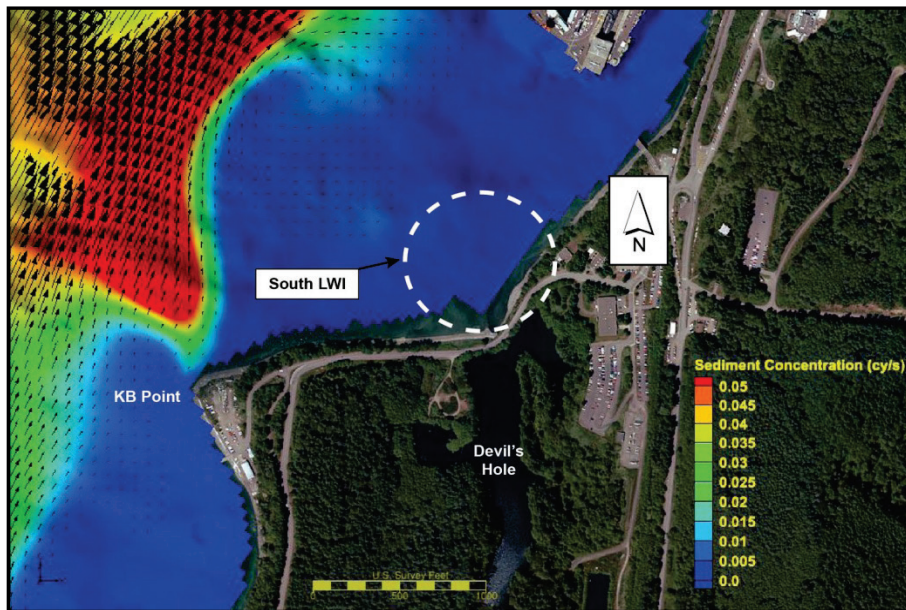 South LWI
N
KB Point
Devil's
Hole
Sediment Concentration (cy/s)
0.05
0.045
0.04
0.035
0.03
0.025
0.02
0.015
0.01
0.005
0.0
U.S. Survey Feet
0 500 1000